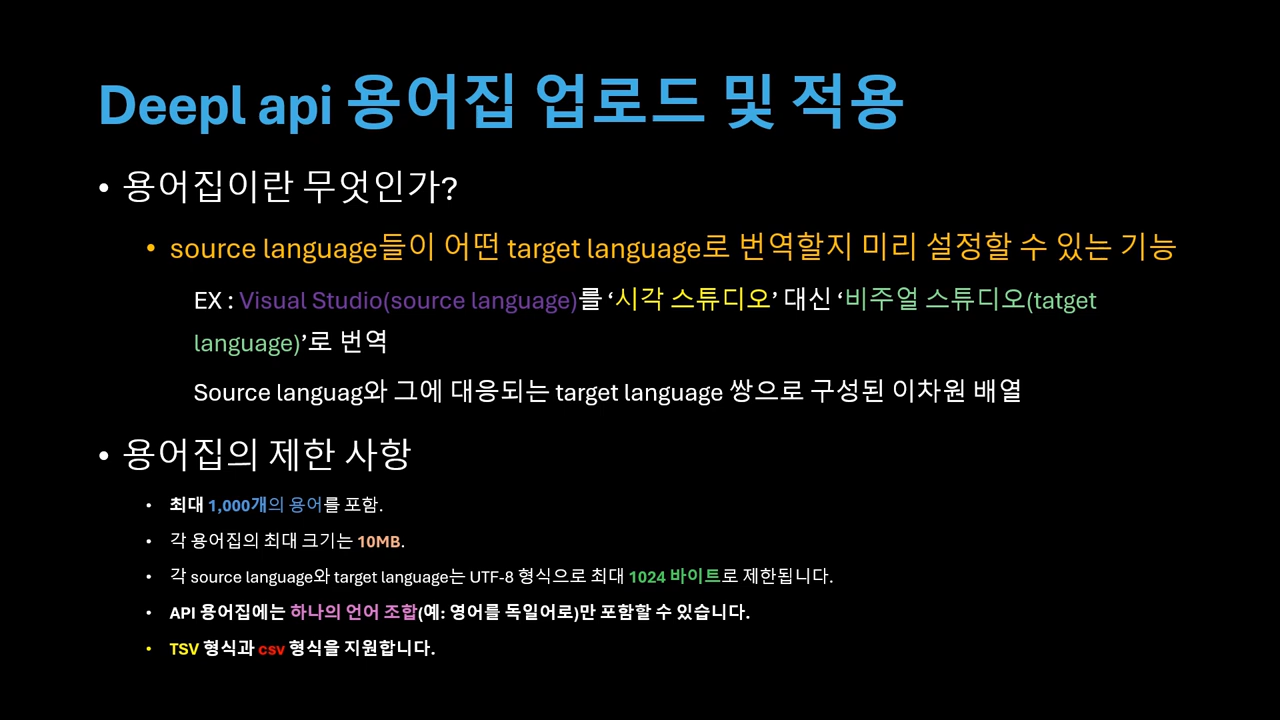 Deepl api 용어집 업로드 및 적용
• 용어집이란 무엇인가?
• source language들이 어떤 target language로 번역할지 미리 설정할 수 있는 기능
EX : Visual Studio(source language)를 ‘시각 스튜디오’ 대신 ‘비주얼 스튜디오(tatget
language)’로 번역
Source languag와 그에 대응되는 target language 쌍으로 구성된 이차원 배열
• 용어집의 제한 사항
• 최대 1,000개의 용어를 포함.
• 각 용어집의 최대 크기는 10MB.
• 각 source language와 target language는 UTF-8 형식으로 최대 1024 바이트로 제한됩니다.
• API 용어집에는 하나의 언어 조합(예: 영어를 독일어로)만 포함할 수 있습니다.
• TSV 형식과 csv 형식을 지원합니다.